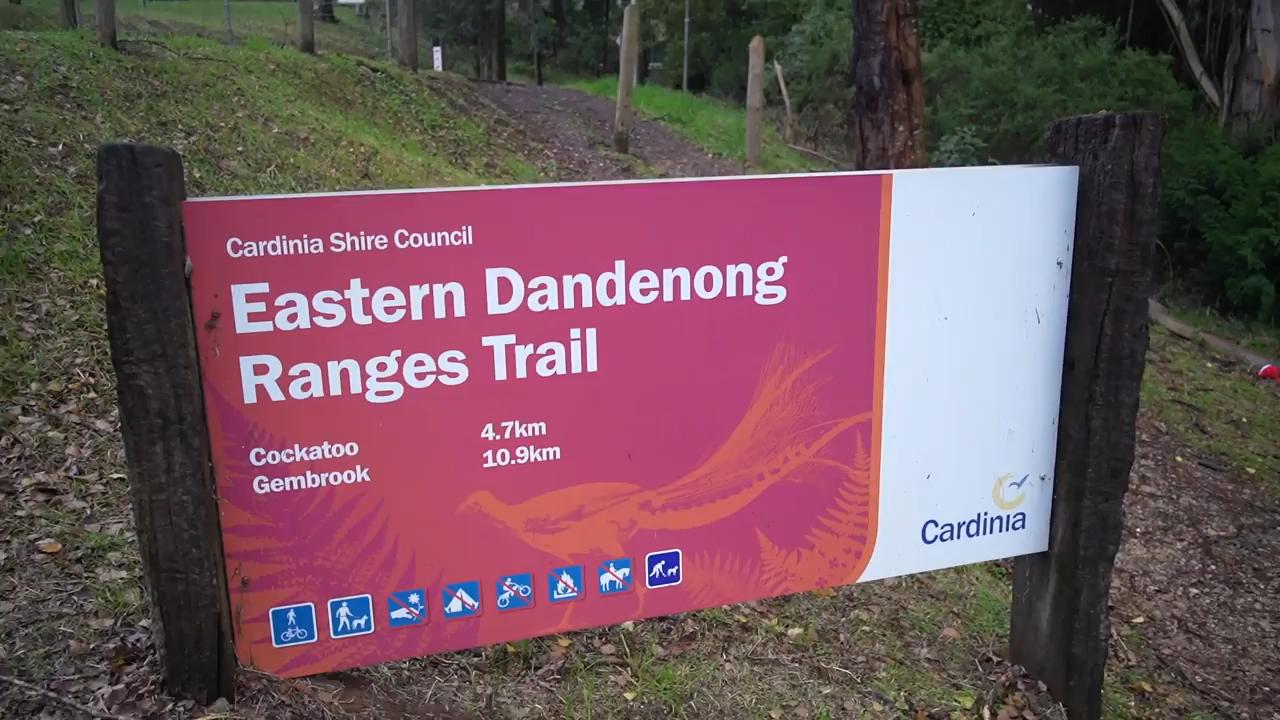 Cardinia Shire Council
Eastern Dandenong
Ranges Trail
Cockatoo 4.7km
Gembrook 10.9km
Cardinia